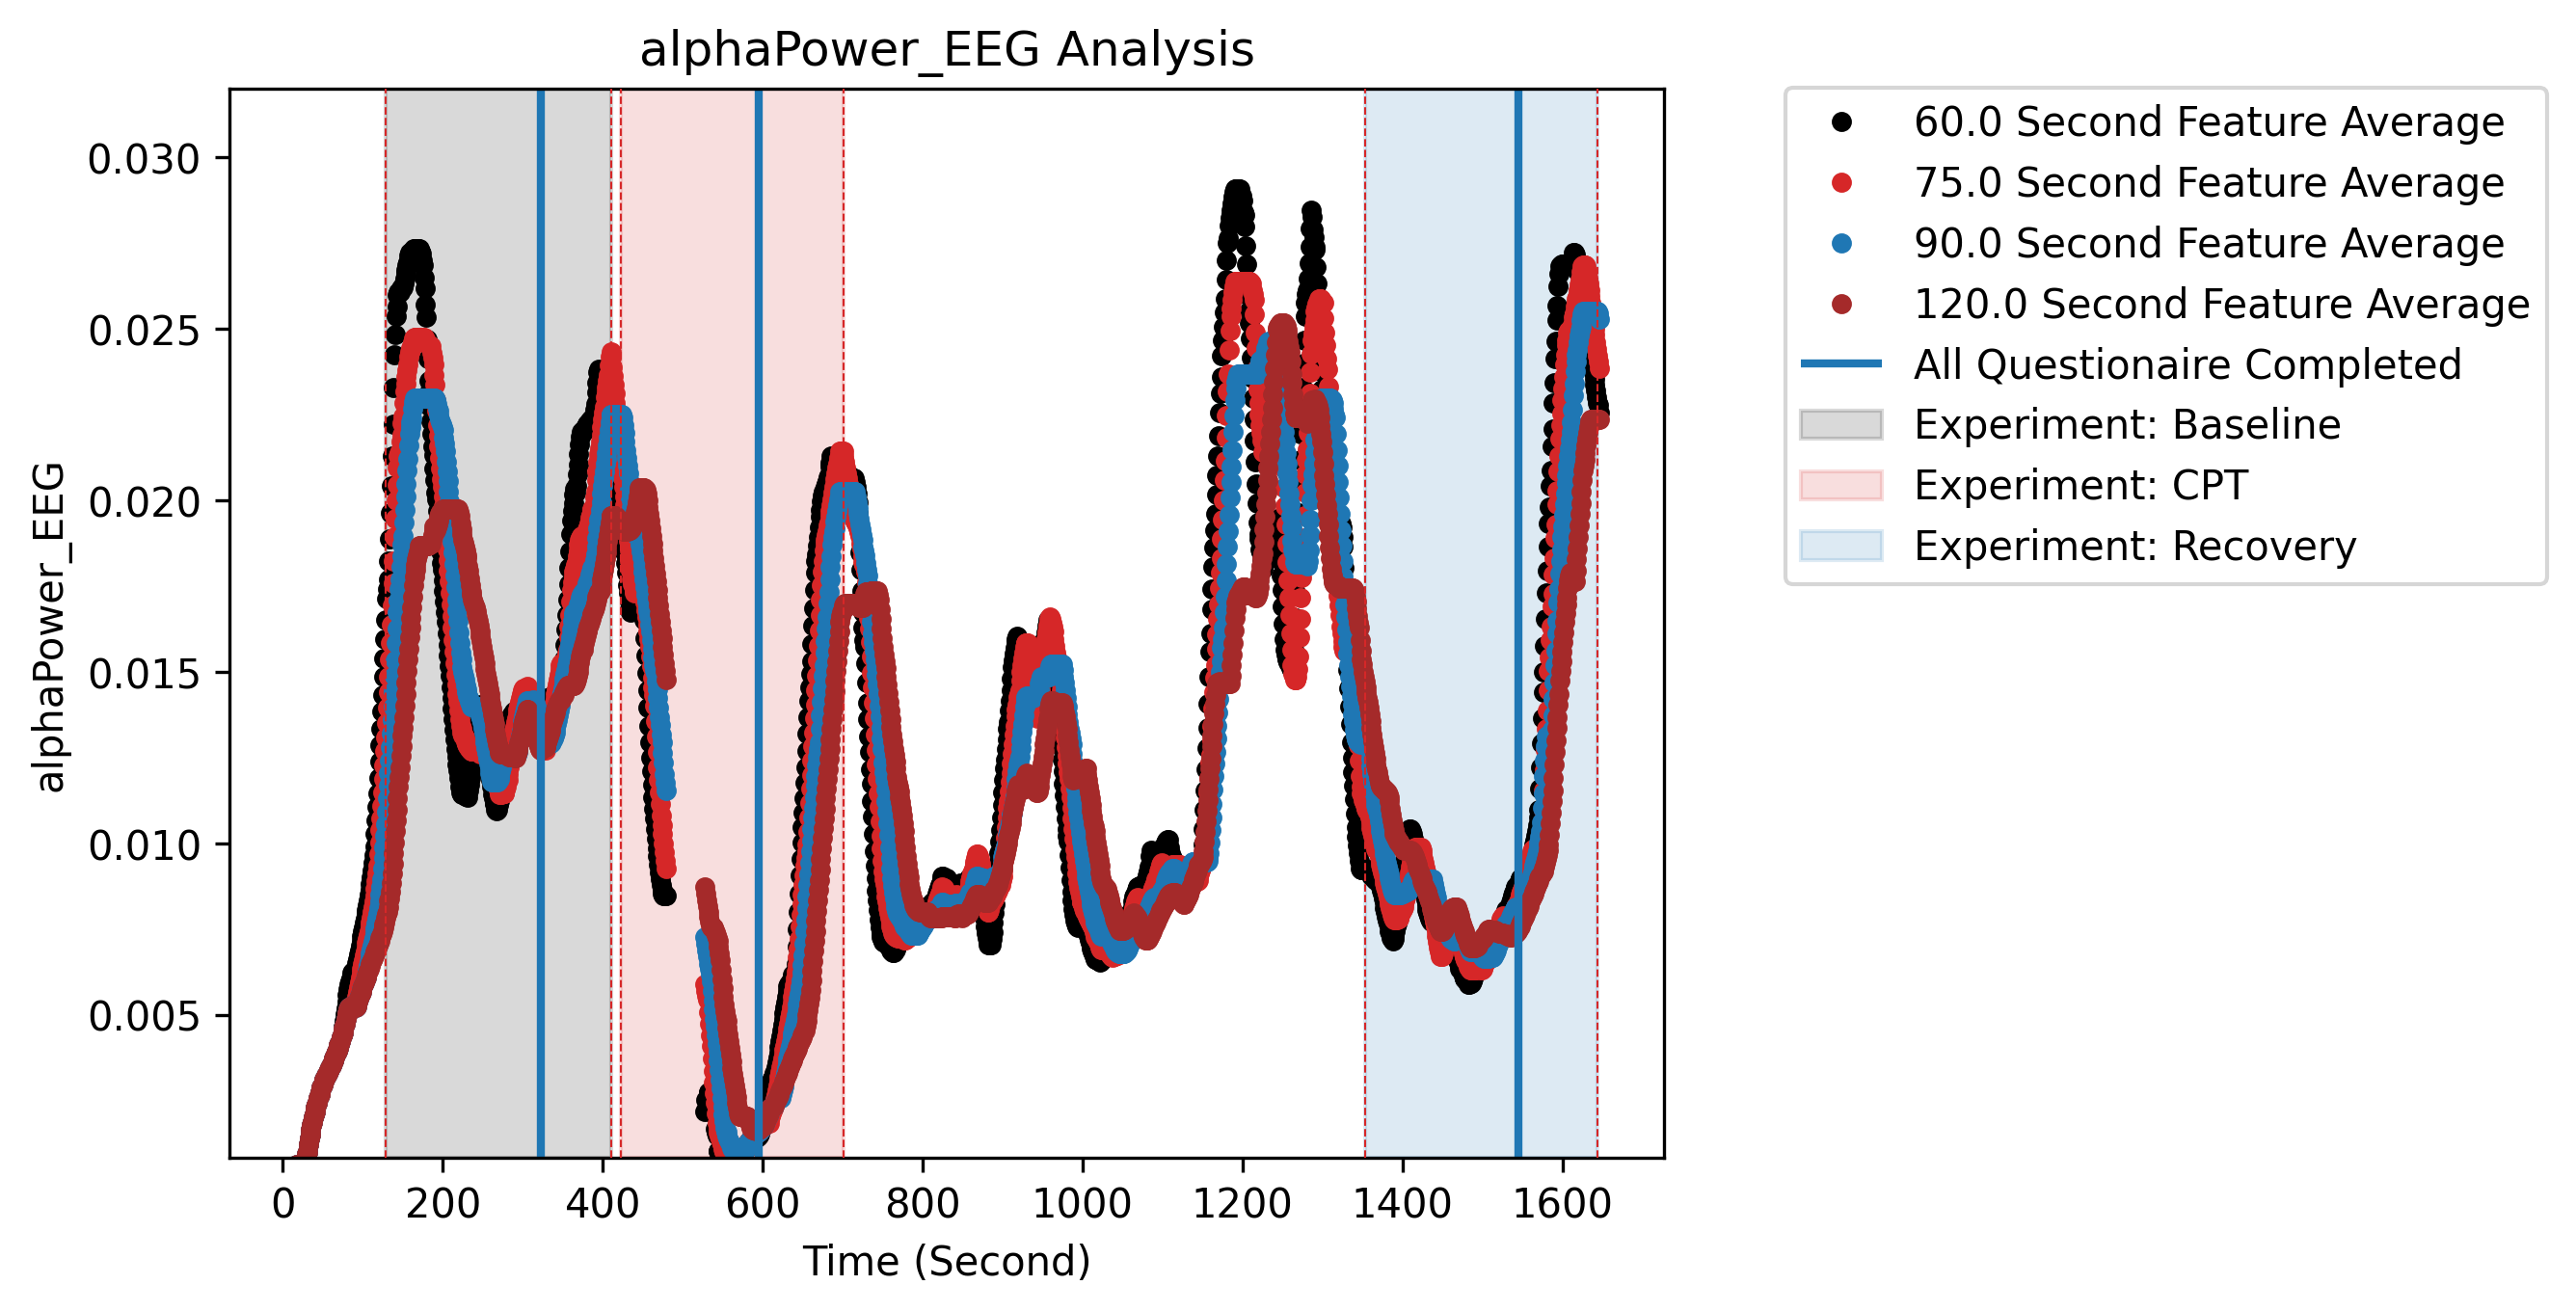 alphaPower_EEG Analysis
alphaPower_EEG
0.030
0.025
0.020
0.015
0.010
0.005
0
200
400
600
800
1000
1200
1400
1600
Time (Second)
60.0 Second Feature Average
75.0 Second Feature Average
90.0 Second Feature Average
120.0 Second Feature Average
All Questionaire Completed
Experiment: Baseline
Experiment: CPT
Experiment: Recovery